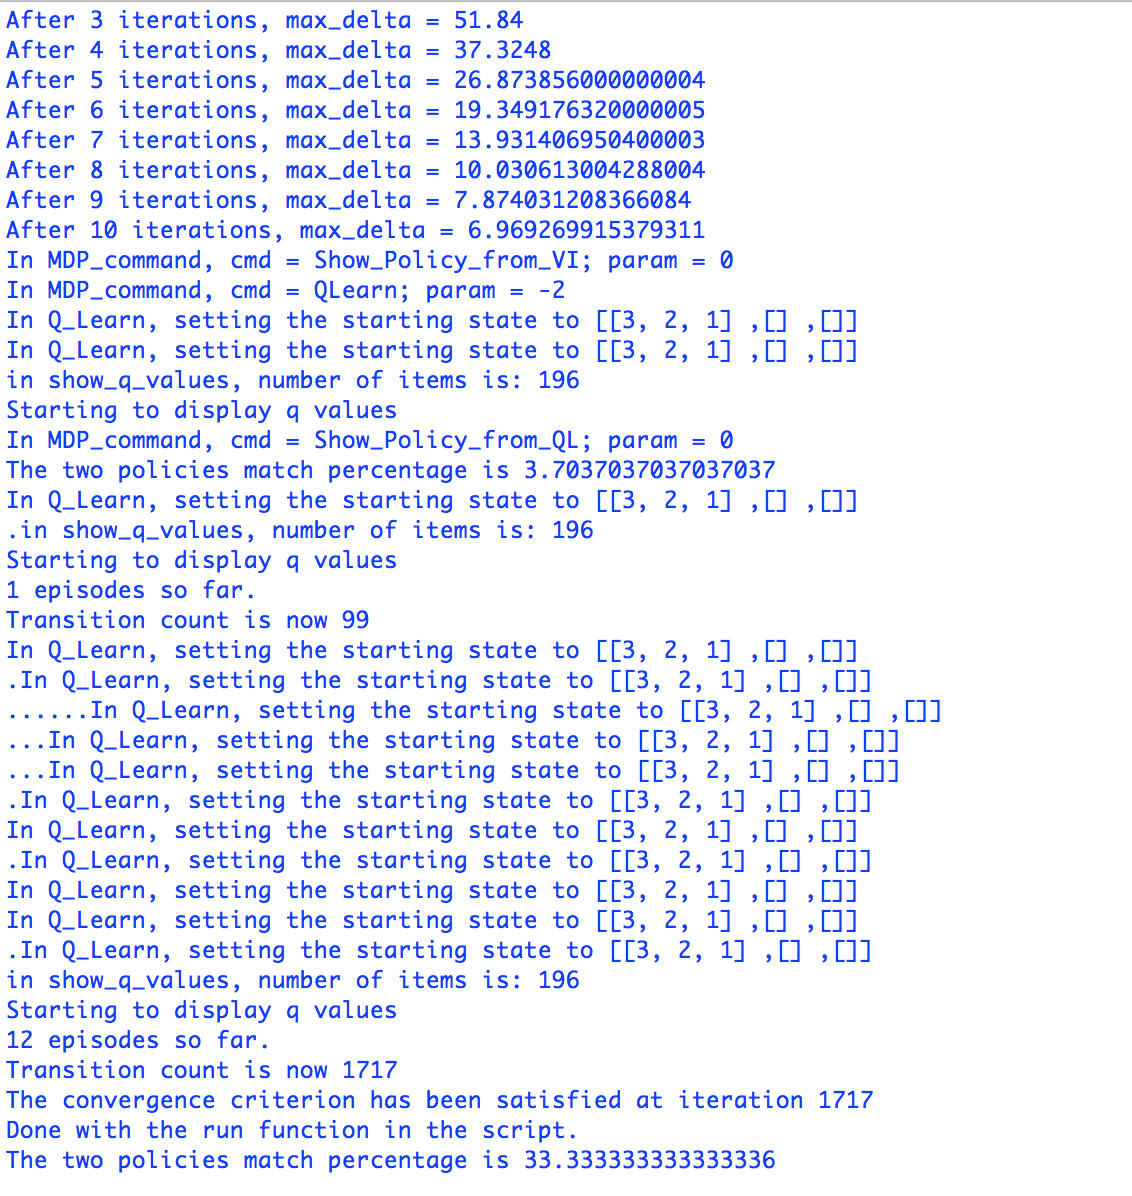 After 3 iterations, max_delta = 51.84
After 4 iterations, max_delta = 37.3248
After 5 iterations, max_delta = 26.873856000000004
After 6 iterations, max_delta = 19.349176320000005
After 7 iterations, max_delta = 13.931406950400003
After 8 iterations, max_delta = 10.030613004288004
After 9 iterations, max_delta = 7.874031208366084
After 10 iterations, max_delta = 6.969269915379311
In MDP_command, cmd = Show_Policy_from_VI; param = 0
In MDP_command, cmd = QLearn; param = -2
In Q_Learn, setting the starting state to [[3, 2, 1] ,[] ,[]]
In Q_Learn, setting the starting state to [[3, 2, 1] ,[] ,[]]
in show_q_values, number of items is: 196
Starting to display q values
In MDP_command, cmd = Show_Policy_from_QL; param = 0
The two policies match percentage is 3.7037037037037037
In Q_Learn, setting the starting state to [[3, 2, 1] ,[] ,[]]
.in show_q_values, number of items is: 196
Starting to display q values
1 episodes so far.
Transition count is now 99
In Q_Learn, setting the starting state to [[3, 2, 1] ,[] ,[]]
.In Q_Learn, setting the starting state to [[3, 2, 1] ,[] ,[]]
......In Q_Learn, setting the starting state to [[3, 2, 1] ,[] ,[]]
...In Q_Learn, setting the starting state to [[3, 2, 1] ,[] ,[]]
...In Q_Learn, setting the starting state to [[3, 2, 1] ,[] ,[]]
.In Q_Learn, setting the starting state to [[3, 2, 1] ,[] ,[]]
In Q_Learn, setting the starting state to [[3, 2, 1] ,[] ,[]]
.In Q_Learn, setting the starting state to [[3, 2, 1] ,[] ,[]]
In Q_Learn, setting the starting state to [[3, 2, 1] ,[] ,[]]
In Q_Learn, setting the starting state to [[3, 2, 1] ,[] ,[]]
.In Q_Learn, setting the starting state to [[3, 2, 1] ,[] ,[]]
in show_q_values, number of items is: 196
Starting to display q values
12 episodes so far.
Transition count is now 1717
The convergence criterion has been satisfied at iteration 1717
Done with the run function in the script.
The two policies match percentage is 33.333333333333336